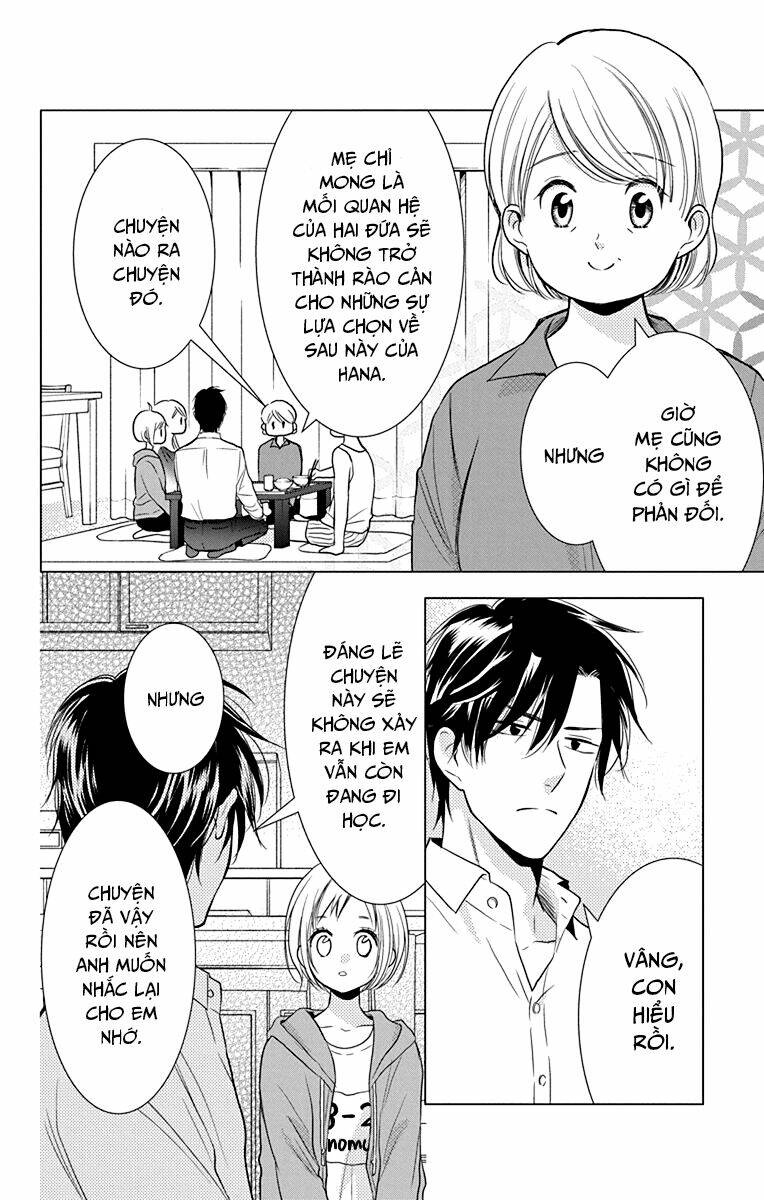 GIỜ
MẸ CŨNG
KHÔNG
CÓ GÌ ĐỂ
PHẢN ĐỐI.
NHƯNG
MẸ CHỈ
MONG LÀ
MỐI QUAN HỆ
CỦA HAI ĐỨA SẼ
KHÔNG TRỞ
THÀNH RÀO CẢN
CHO NHỮNG SỰ
LỰA CHỌN VỀ
SAU NÀY CỦA
HANA.
CHUYỆN
NÀO RA
CHUYỆN
ĐÓ.
VÂNG,
CON
HIỂU
RỒI.
ĐÁNG LẼ
CHUYỆN
NÀY SẼ
KHÔNG XẢY
RA KHI EM
VẪN CÒN
ĐANG ĐI
HỌC.
NHƯNG
CHUYỆN
ĐÃ VẬY
RỒI NÊN
ANH MUỐN
NHẮC LẠI
CHO EM
NHỚ.
3-2
nomu